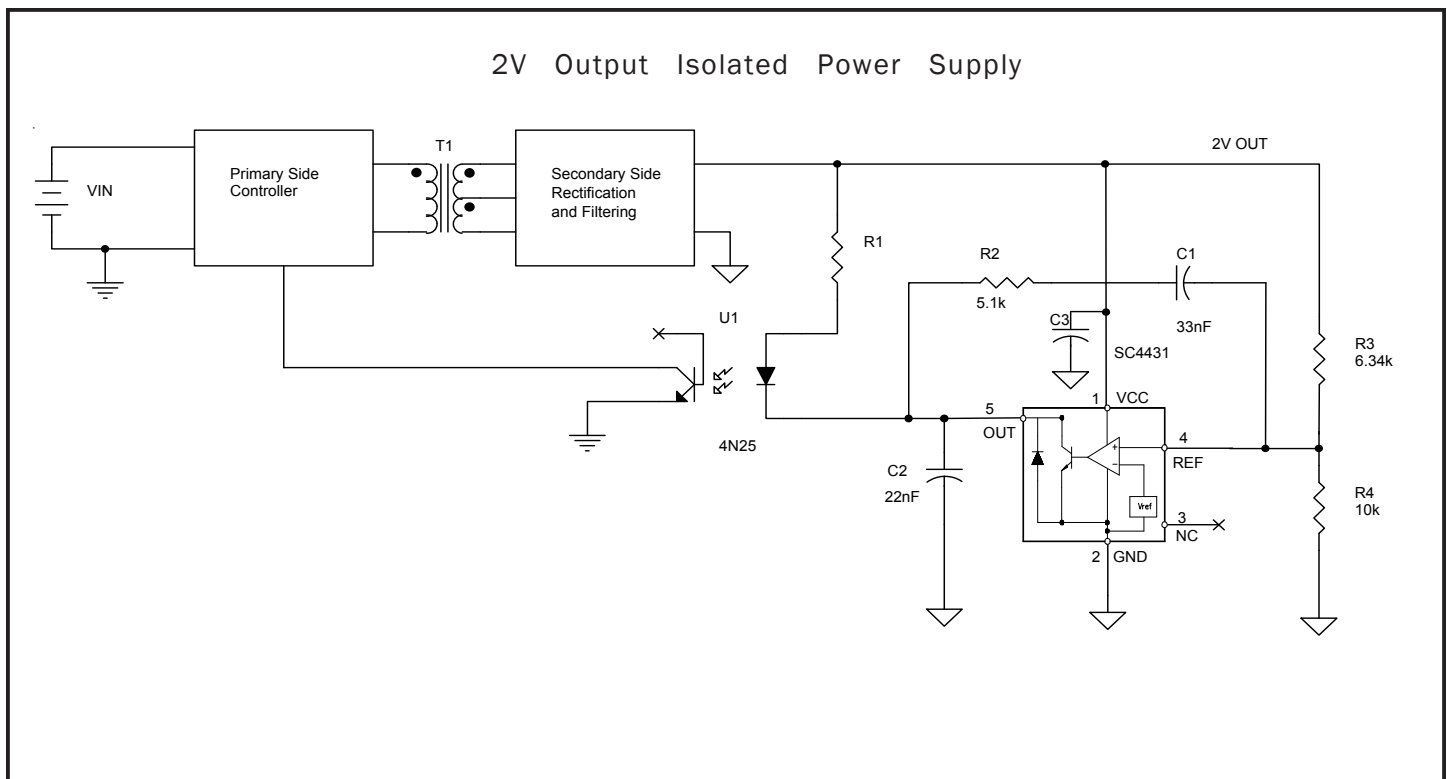 2V Output Isolated Power Supply
T1
2V OUT
VIN
Primary Side
Controller
Secondary Side
Rectification
and Filtering
R1
R2
5.1k
C1
33nF
U1
C3
SC4431
R3
6.34k
1 VCC
5
OUT
4
REF
4N25
C2
22nF
+
−
Vref
3
NC
R4
10k
2 GND